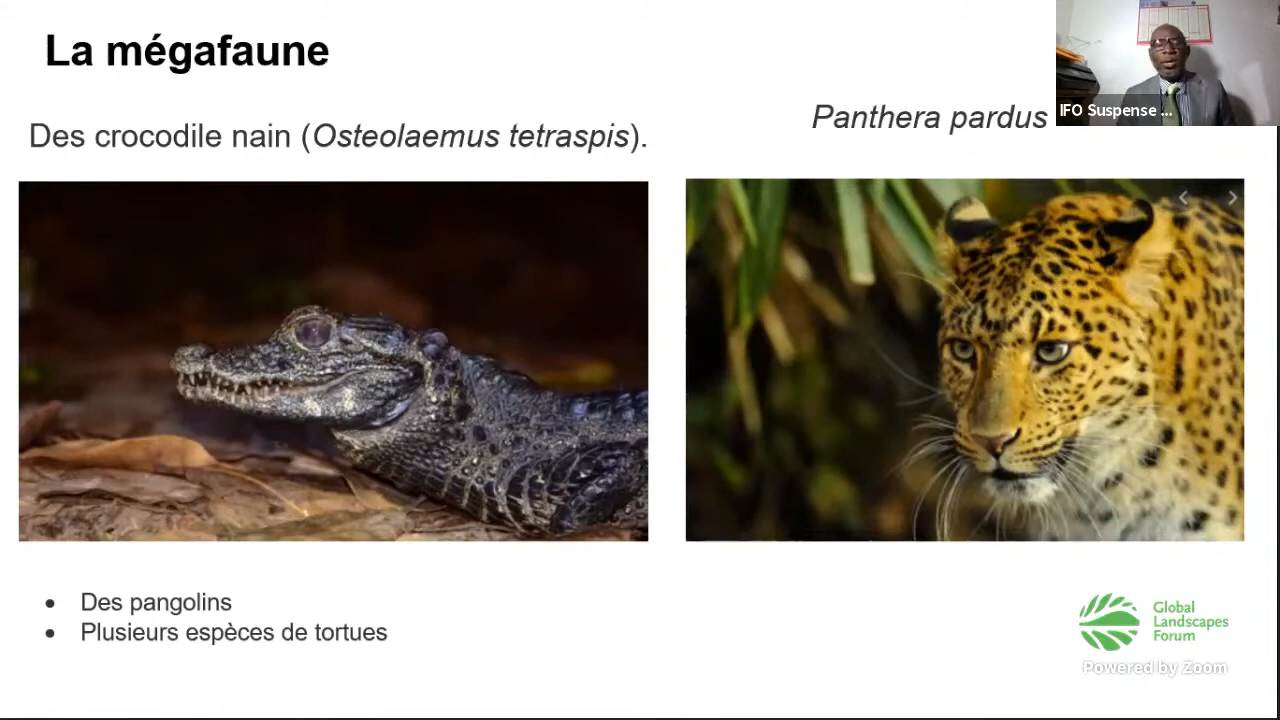 La mégafaune
Des crocodile nain (Osteolaemus tetraspis).
Panthera pardus
IFO Suspense ...
Des pangolins
Plusieurs espèces de tortues
Global
Landscapes
Forum
Powered by Zoom